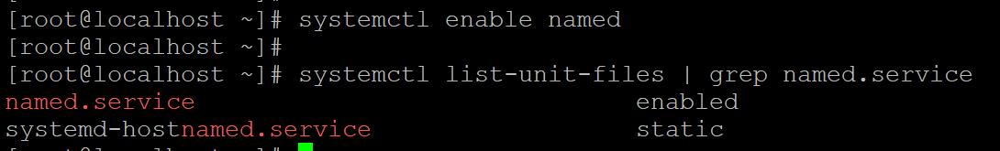 [root@localhost ~]# systemctl enable named
[root@localhost ~]#
[root@localhost ~]# systemctl list-unit-files | grep named.service
named.service enabled
systemd-hostnamed.service static
[root@localhost ~]#